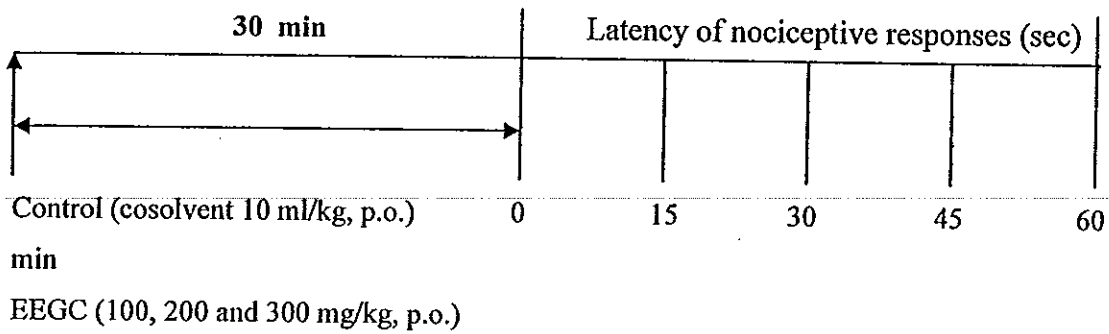 30 min
Latency of nociceptive responses (sec)
Control (cosolvent 10 ml/kg, p.o.) 0 15 30 45 60
min
EEGC (100, 200 and 300 mg/kg, p.o.)